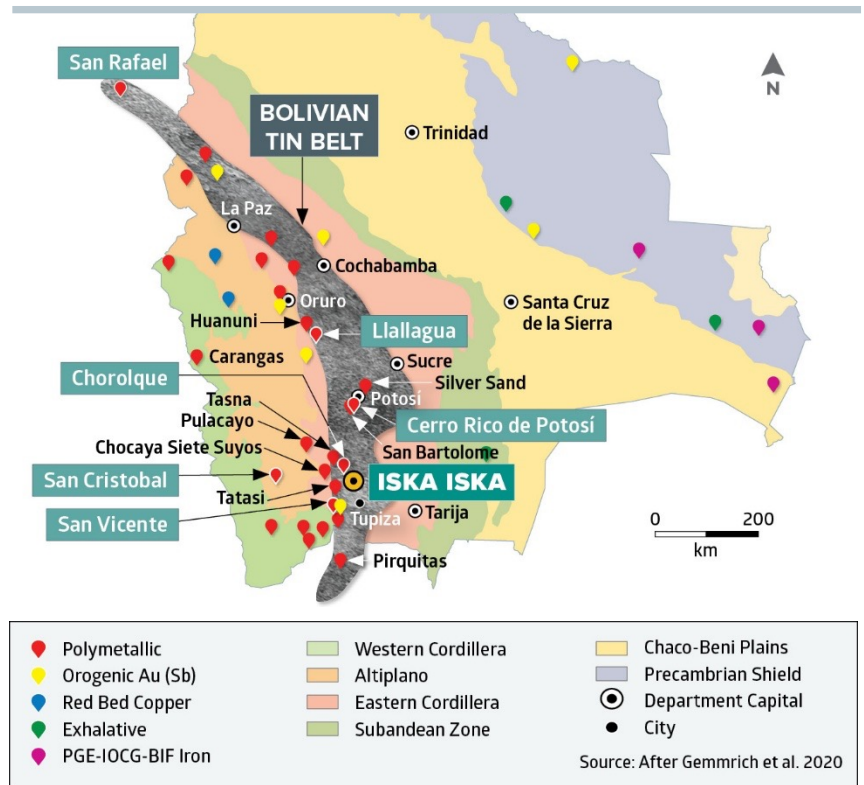 San Rafael
BOLIVIAN
TIN BELT
N
Trinidad
La Paz
Cochabamba
Oruro
Santa Cruz
de la Sierra
Huanuni
Llallagua
Carangas
Sucre
Chorolque
Silver Sand
Tasna
Potosí
Pulacayo
Cerro Rico de Potosí
Chocaya Siete Suyos
San Bartolome
San Cristobal
ISKA ISKA
Tatasi
San Vicente
Tupiza
Tarija
0 200
km
Pirquitas
Polymetallic
Orogenic Au (Sb)
Red Bed Copper
Exhalative
PGE-IOCG-BIF Iron
Western Cordillera
Altiplano
Eastern Cordillera
Subandean Zone
Chaco-Beni Plains
Precambrian Shield
Department Capital
City
Source: After Gemmrich et al. 2020